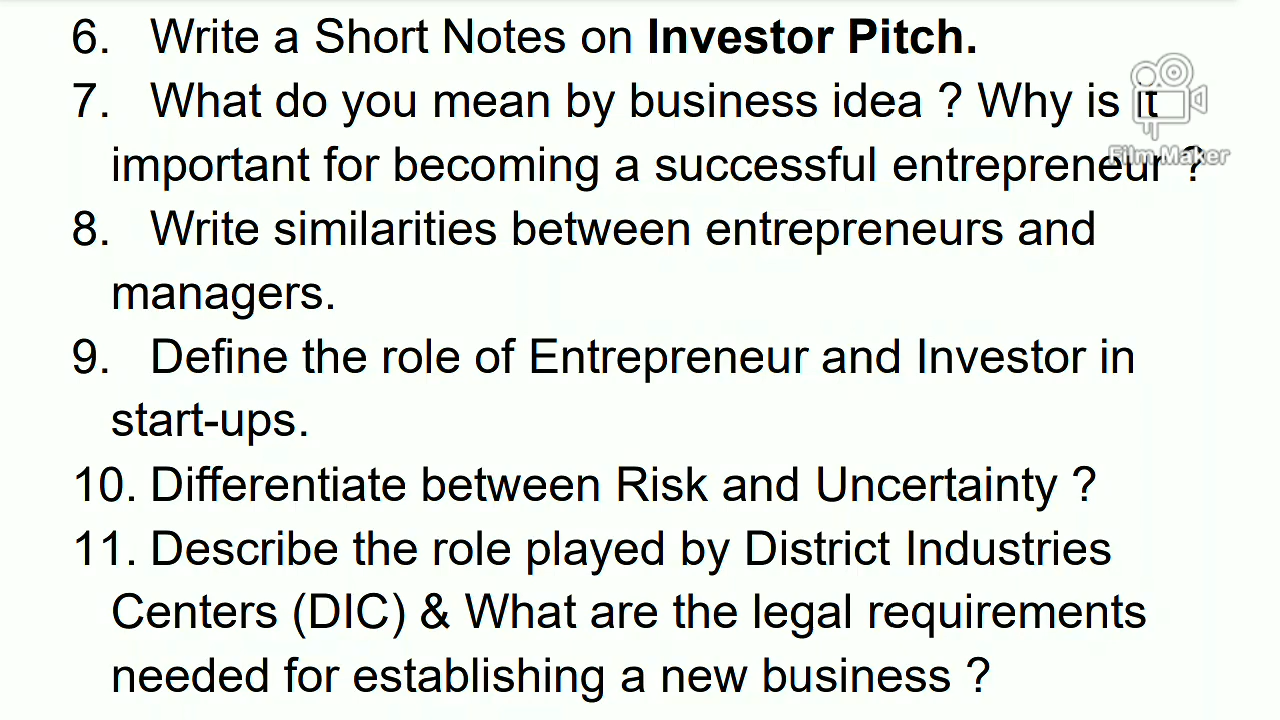 6. Write a Short Notes on Investor Pitch.
7. What do you mean by business idea ? Why is it
important for becoming a successful entrepreneur ?
8. Write similarities between entrepreneurs and
managers.
9. Define the role of Entrepreneur and Investor in
start-ups.
10. Differentiate between Risk and Uncertainty ?
11. Describe the role played by District Industries
Centers (DIC) & What are the legal requirements
needed for establishing a new business ?
Film Maker